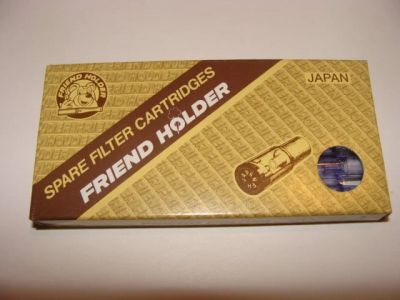 FRIEND HOLDER
JAPAN
SPARE FILTER CARTRIDGES
FRIEND HOLDER